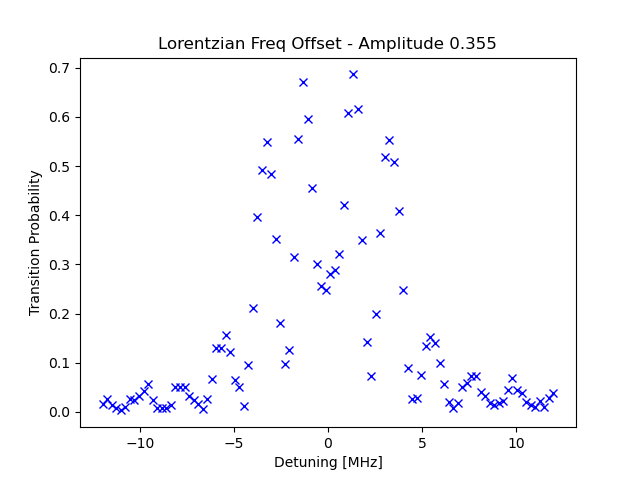 Lorentzian Freq Offset - Amplitude 0.355
Transition Probability
0.7
0.6
0.5
0.4
0.3
0.2
0.1
0.0
−10 −5 0 5 10
Detuning [MHz]